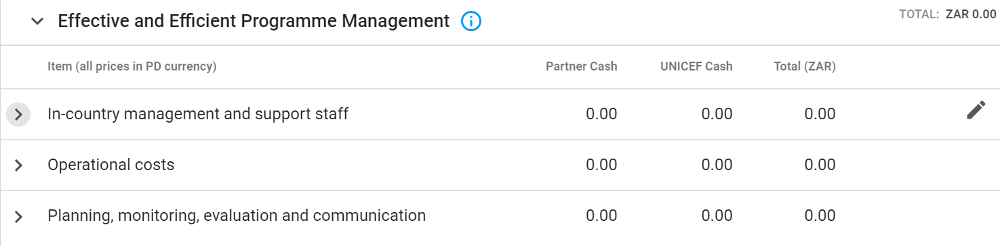 Effective and Efficient Programme Management
TOTAL: ZAR 0.00
Item (all prices in PD currency) Partner Cash UNICEF Cash Total (ZAR)
In-country management and support staff 0.00 0.00 0.00
Operational costs 0.00 0.00 0.00
Planning, monitoring, evaluation and communication 0.00 0.00 0.00